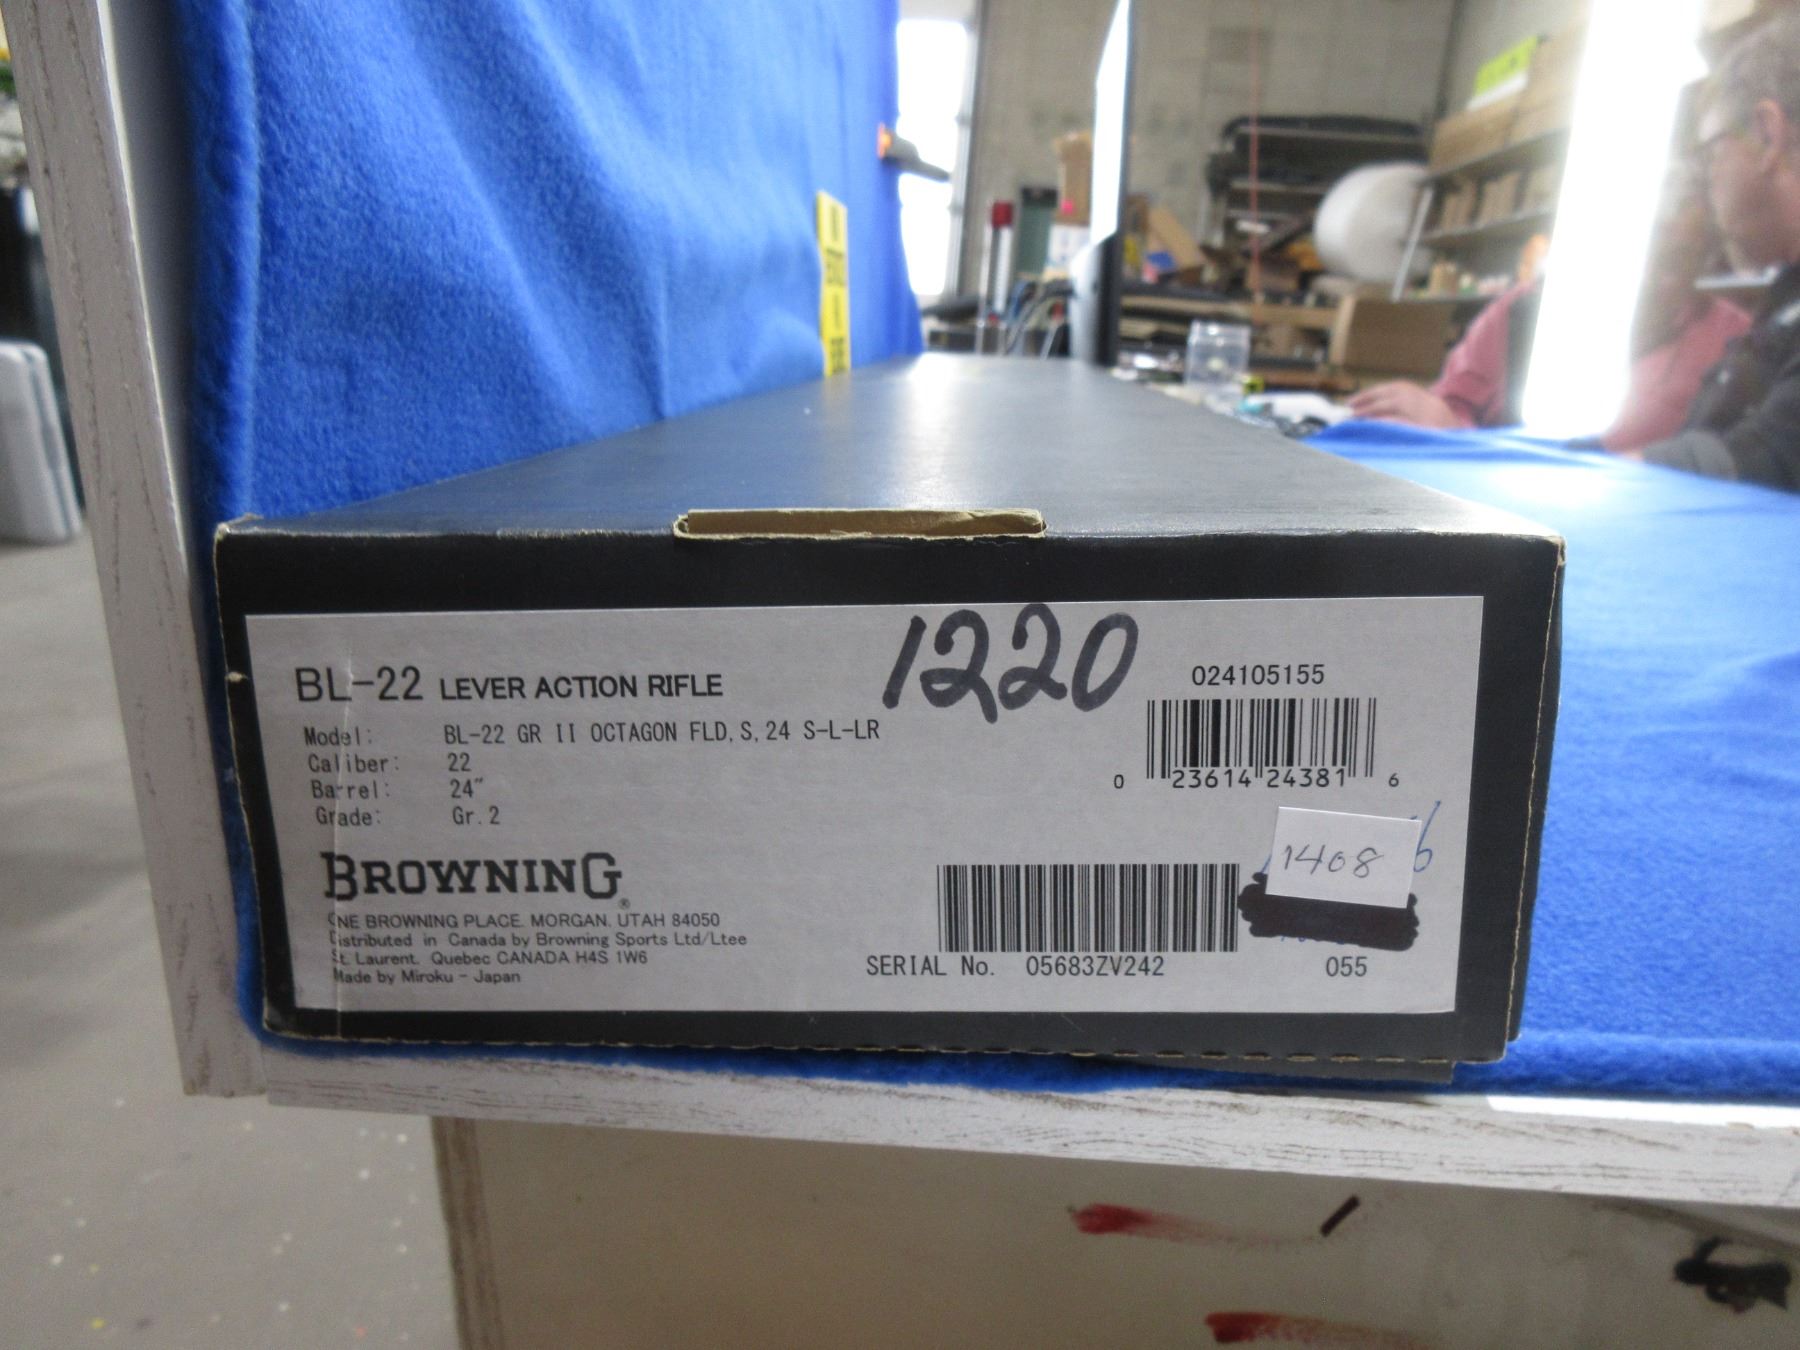 1220
BL-22 LEVER ACTION RIFLE
024105155
Model: BL-22 GR II OCTAGON FLD,S,24 S-L-LR
Caliber: 22
Barrel: 24"
Grade: Gr.2
0 23614 24381 6
1408
6
BROWNING®
ONE BROWNING PLACE. MORGAN. UTAH 84050
Distributed in Canada by Browning Sports Ltd/Ltee
St. Laurent. Quebec CANADA H4S 1W6
Made by Miroku - Japan
SERIAL No. 05683ZV242
055